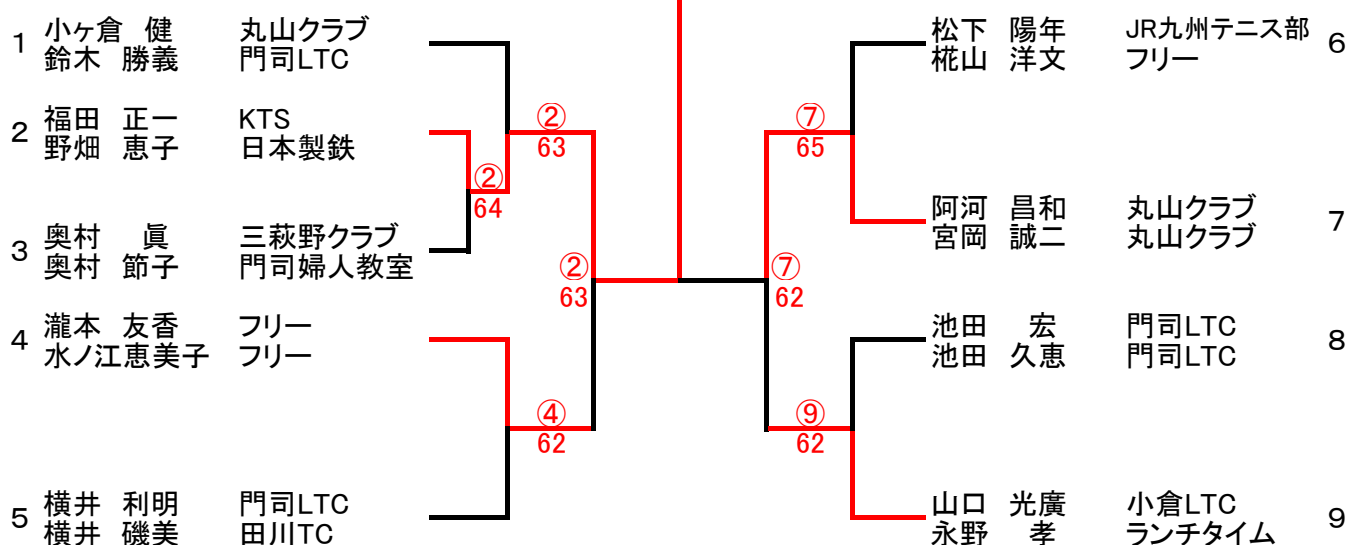 1 小ヶ倉 健 丸山クラブ
鈴木 勝義 門司LTC
2 福田 正一 KTS
野畑 恵子 日本製鉄
3 奥村 眞 三萩野クラブ
奥村 節子 門司婦人教室
4 瀧本 友香 フリー
水ノ江恵美子 フリー
5 横井 利明 門司LTC
横井 磯美 田川TC
②
64
②
63
④
62
②
63
⑦
62
⑦
65
⑨
62
松下 陽年 JR九州テニス部 6
椛山 洋文 フリー
阿河 昌和 丸山クラブ 7
宮岡 誠二 丸山クラブ
池田 宏 門司LTC 8
池田 久恵 門司LTC
山口 光廣 小倉LTC 9
永野 孝 ランチタイム